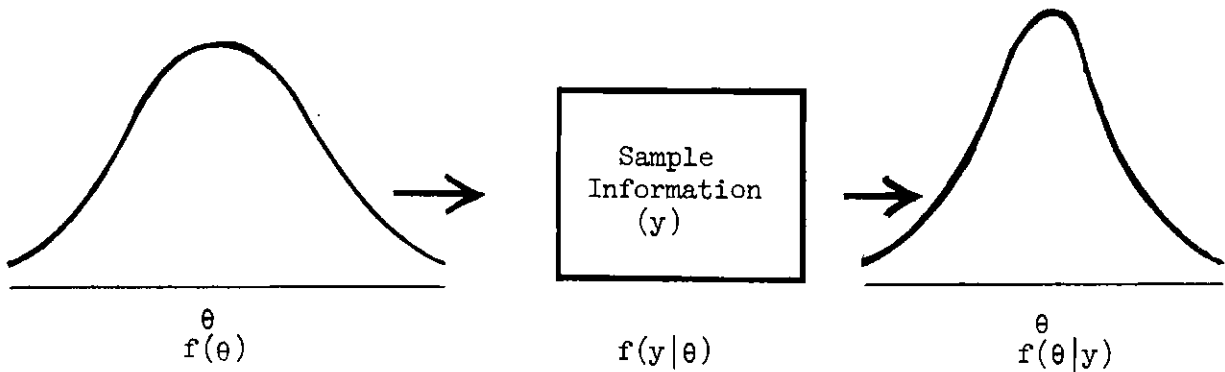 Sample
Information
(y)
θ
f(θ)
f(y|θ)
θ
f(θ|y)